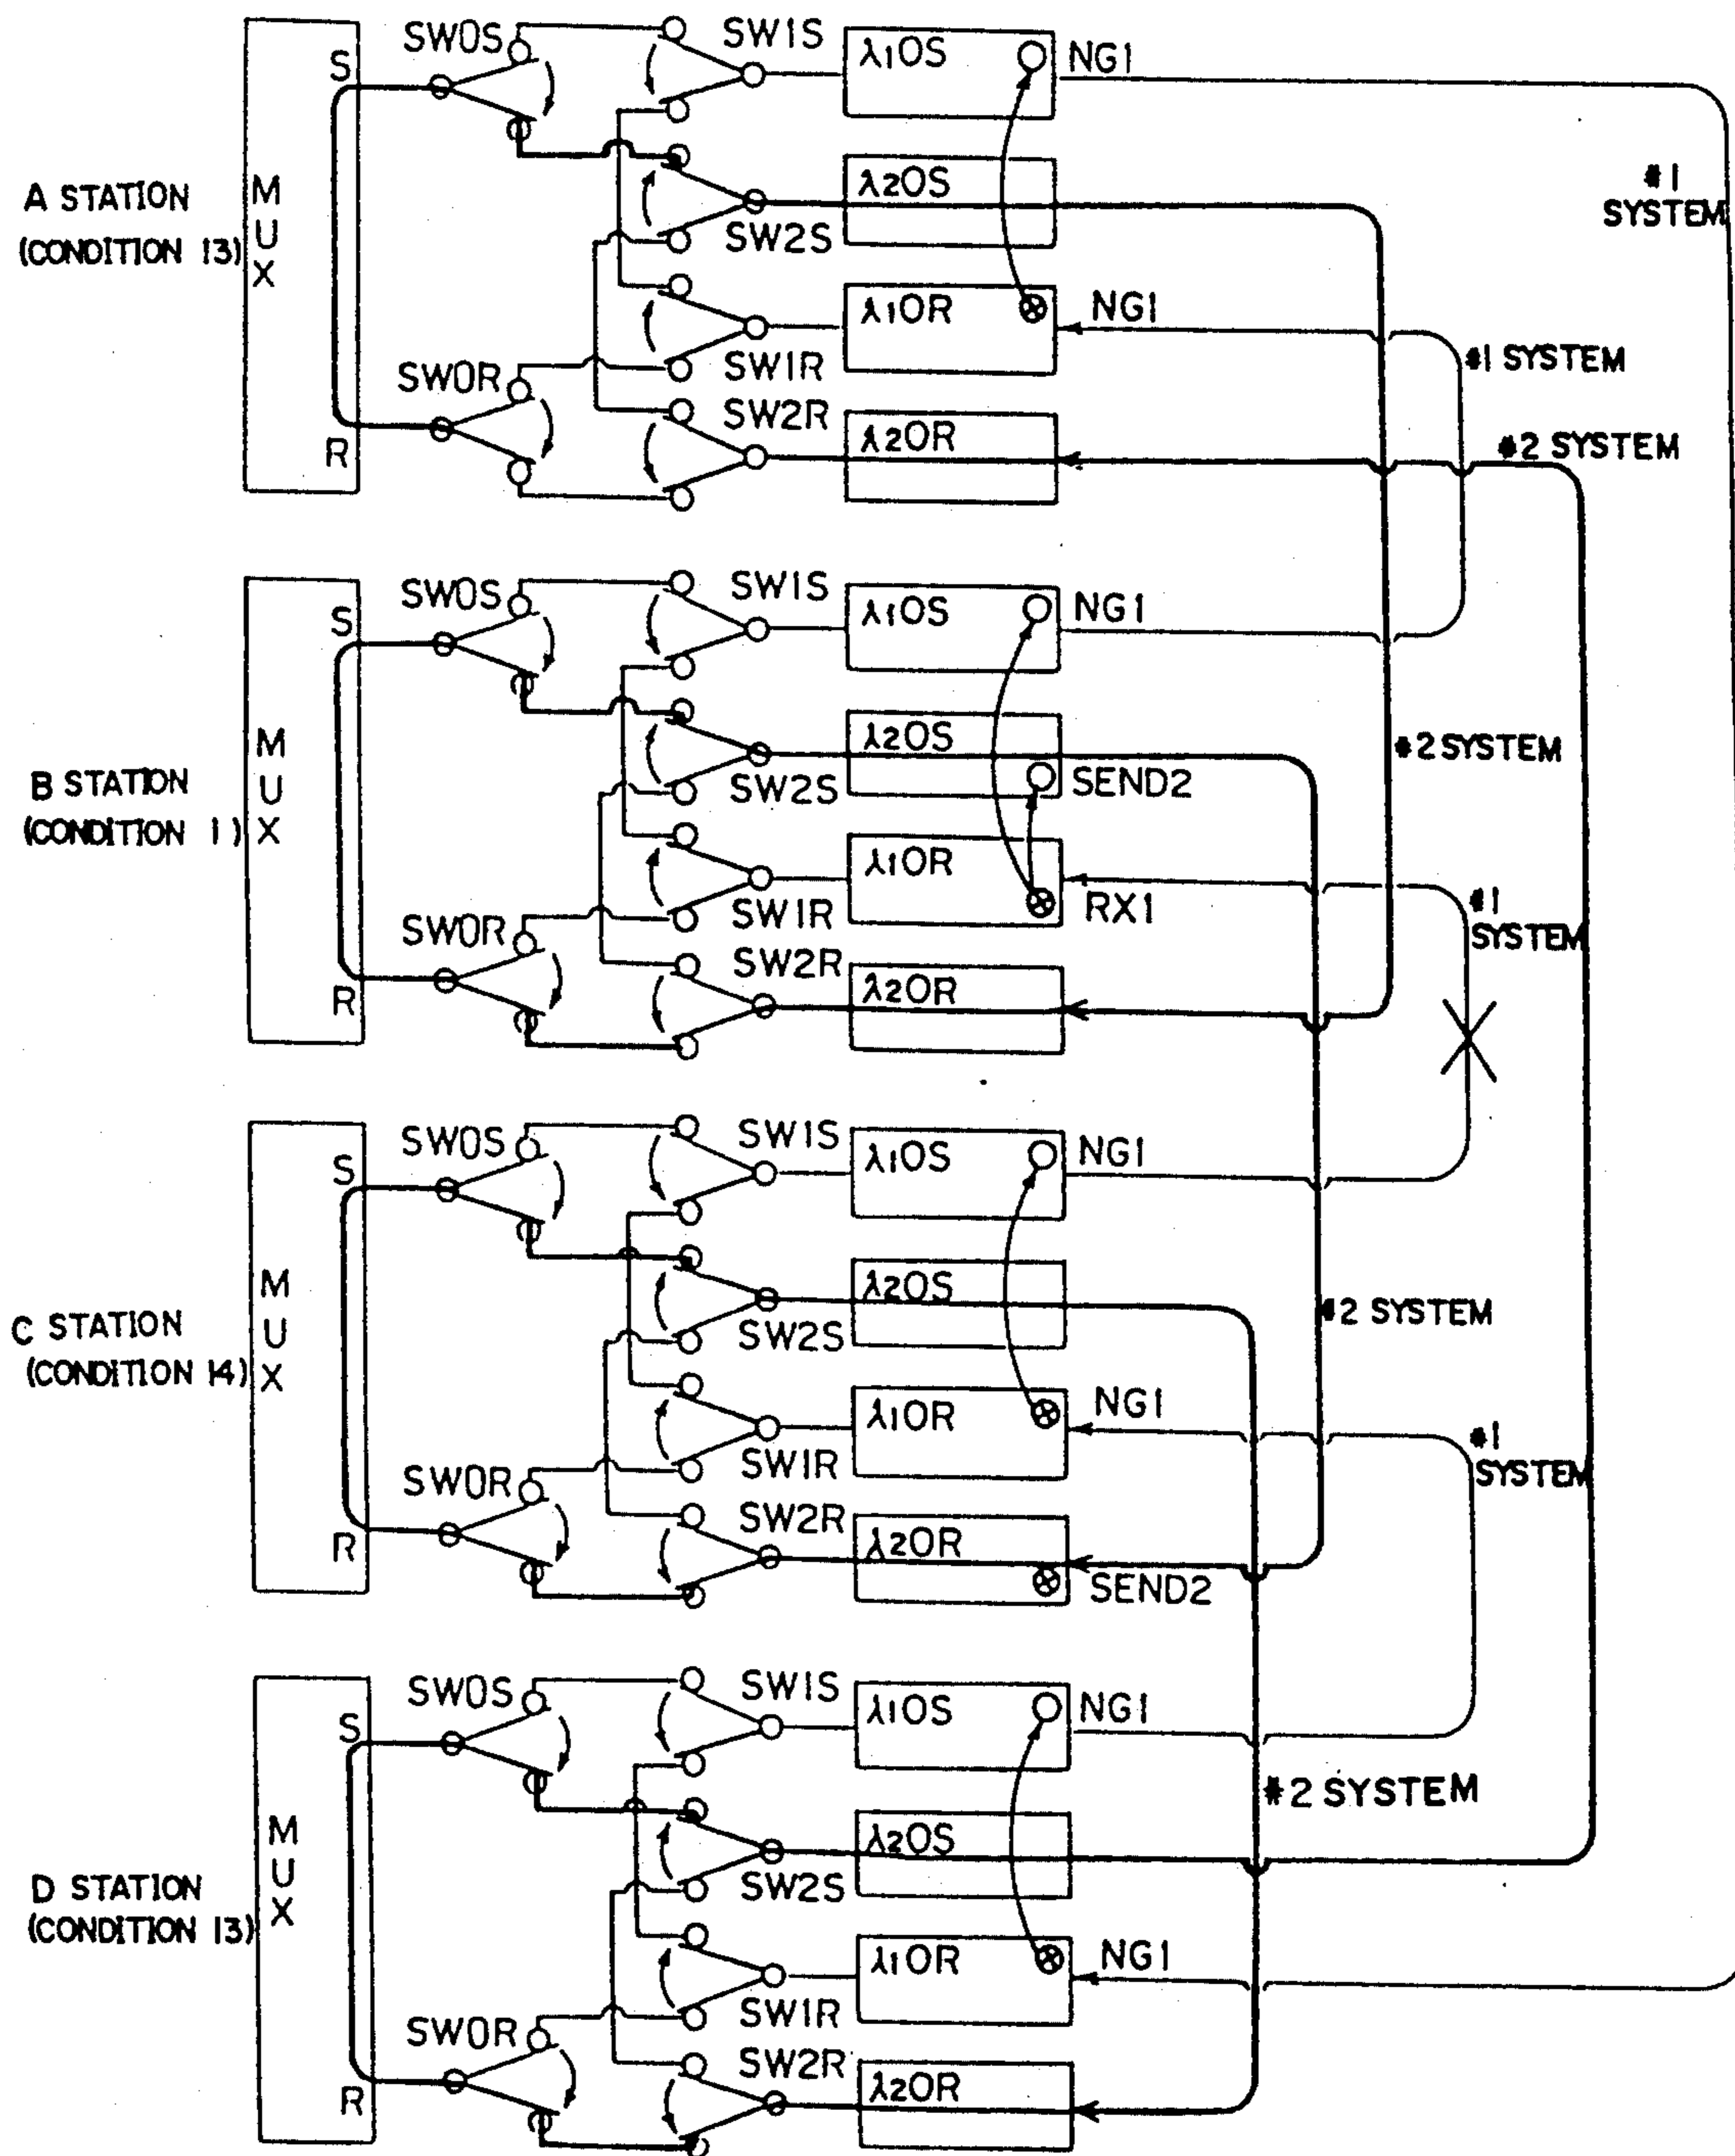 A STATION
(CONDITION 13)
MUX
S
R
SW0S
SW1S
λ1OS
NG1
#1
SYSTEM
λ2OS
SW2S
λ1OR
NG1
#1 SYSTEM
SW1R
SW0R
SW2R
λ2OR
#2 SYSTEM
B STATION
(CONDITION 1)
MUX
S
R
SW0S
SW1S
λ1OS
NG1
λ2OS
SEND2
SW2S
#2 SYSTEM
λ1OR
RX1
#1
SYSTEM
SW1R
SW0R
SW2R
λ2OR
C STATION
(CONDITION 14)
MUX
S
R
SW0S
SW1S
λ1OS
NG1
λ2OS
SW2S
#2 SYSTEM
λ1OR
NG1
#1
SYSTEM
SW1R
SW0R
SW2R
λ2OR
SEND2
D STATION
(CONDITION 13)
MUX
S
R
SW0S
SW1S
λ1OS
NG1
#2 SYSTEM
λ2OS
SW2S
λ1OR
NG1
SW1R
SW0R
SW2R
λ2OR